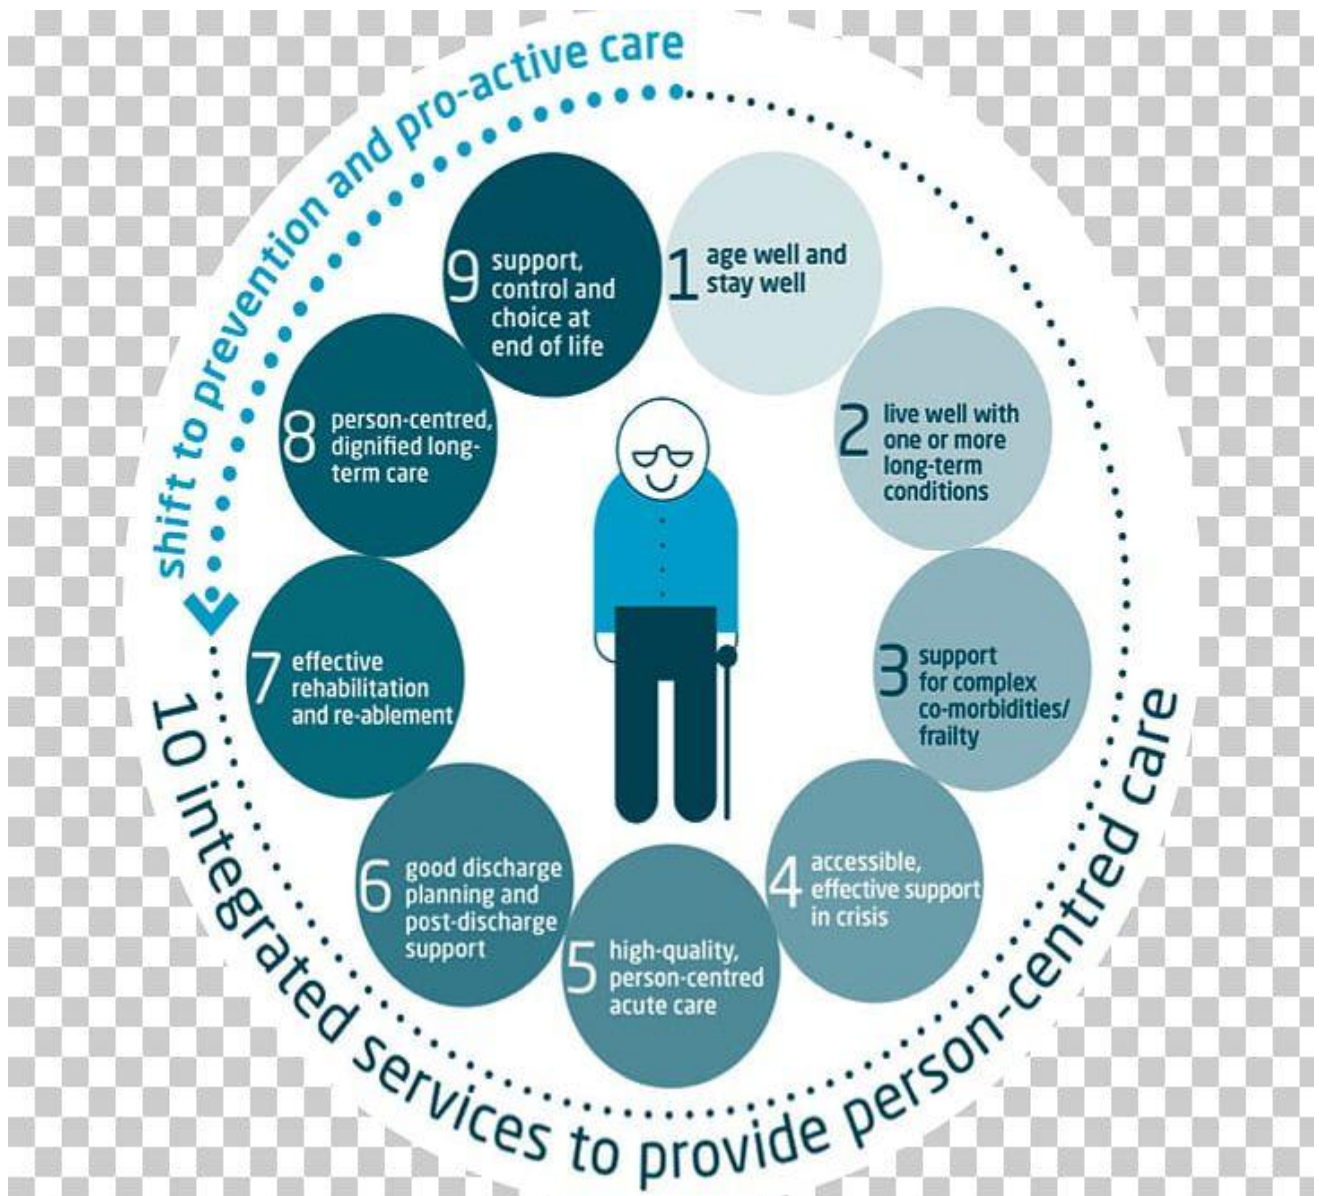 shift to prevention and pro-active care
1 age well and
stay well
2 live well with
one or more
long-term
conditions
3 support
for complex
co-morbidities/
frailty
4 accessible,
effective support
in crisis
5 high-quality,
person-centred
acute care
6 good discharge
planning and
post-discharge
support
7 effective
rehabilitation
and re-ablement
8 person-centred,
dignified long-
term care
9 support,
control and
choice at
end of life
10 integrated services to provide person-centred care